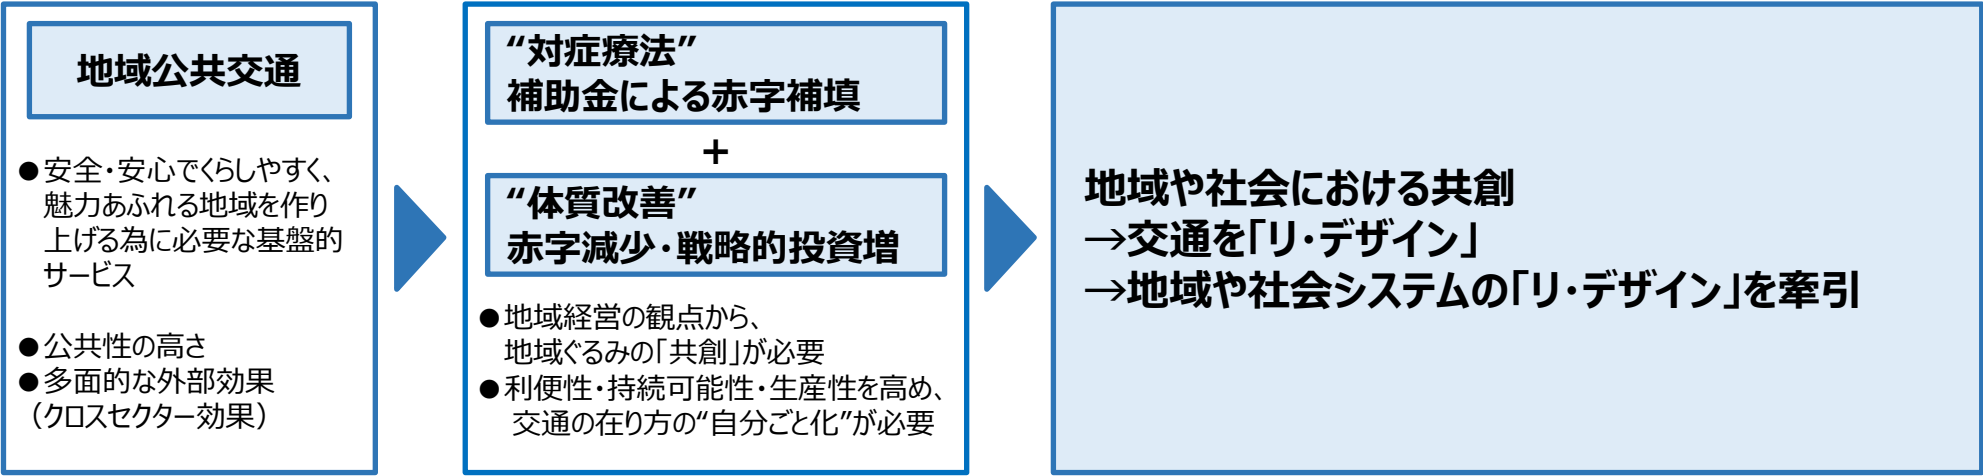 地域公共交通
●安全・安心でくらしやすく、
魅力あふれる地域を作り
上げる為に必要な基盤的
サービス
●公共性の高さ
●多面的な外部効果
（クロスセクター効果）
“対症療法”
補助金による赤字補填
+
“体質改善”
赤字減少・戦略的投資増
●地域経営の観点から、
地域ぐるみの「共創」が必要
●利便性・持続可能性・生産性を高め、
交通の在り方の“自分ごと化”が必要
地域や社会における共創
→交通を「リ・デザイン」
→地域や社会システムの「リ・デザイン」を牽引